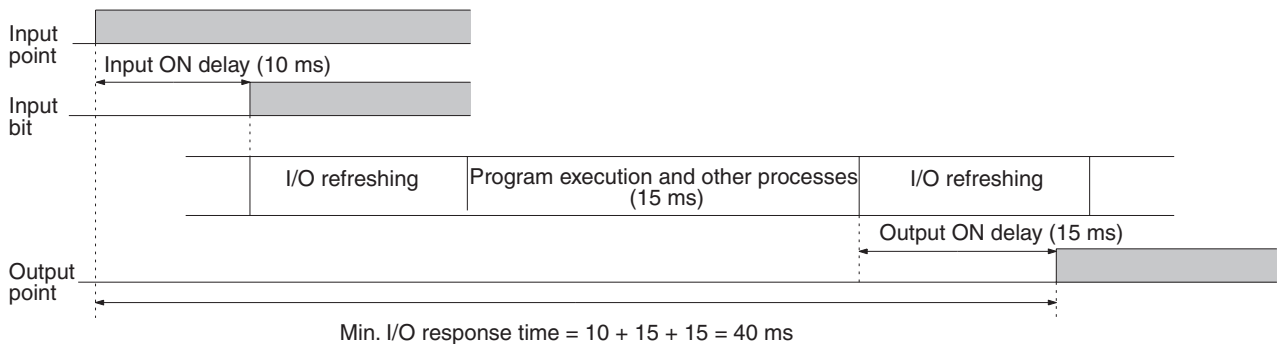 Input
point
Input ON delay (10 ms)
Input
bit
I/O refreshing
Program execution and other processes
(15 ms)
I/O refreshing
Output ON delay (15 ms)
Output
point
Min. I/O response time = 10 + 15 + 15 = 40 ms